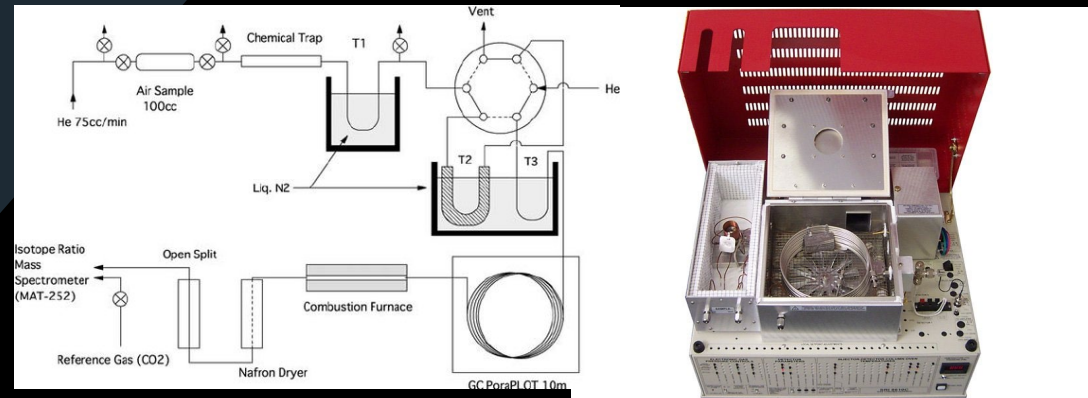 Vent
Chemical Trap
T1
Air Sample
100cc
He
He 75cc/min
T2
T3
Liq. N2
Isotope Ratio
Mass
Spectrometer
(MAT-252)
Open Split
Combustion Furnace
Reference Gas (CO2)
Nafron Dryer
GC PoraPLOT 10m